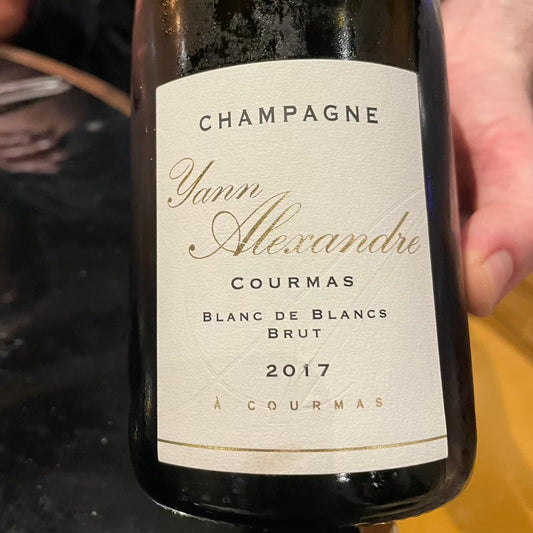 CHAMPAGNE
Yann
Alexandre
COURMAS
BLANC DE BLANCS
BRUT
2017
À COURMAS